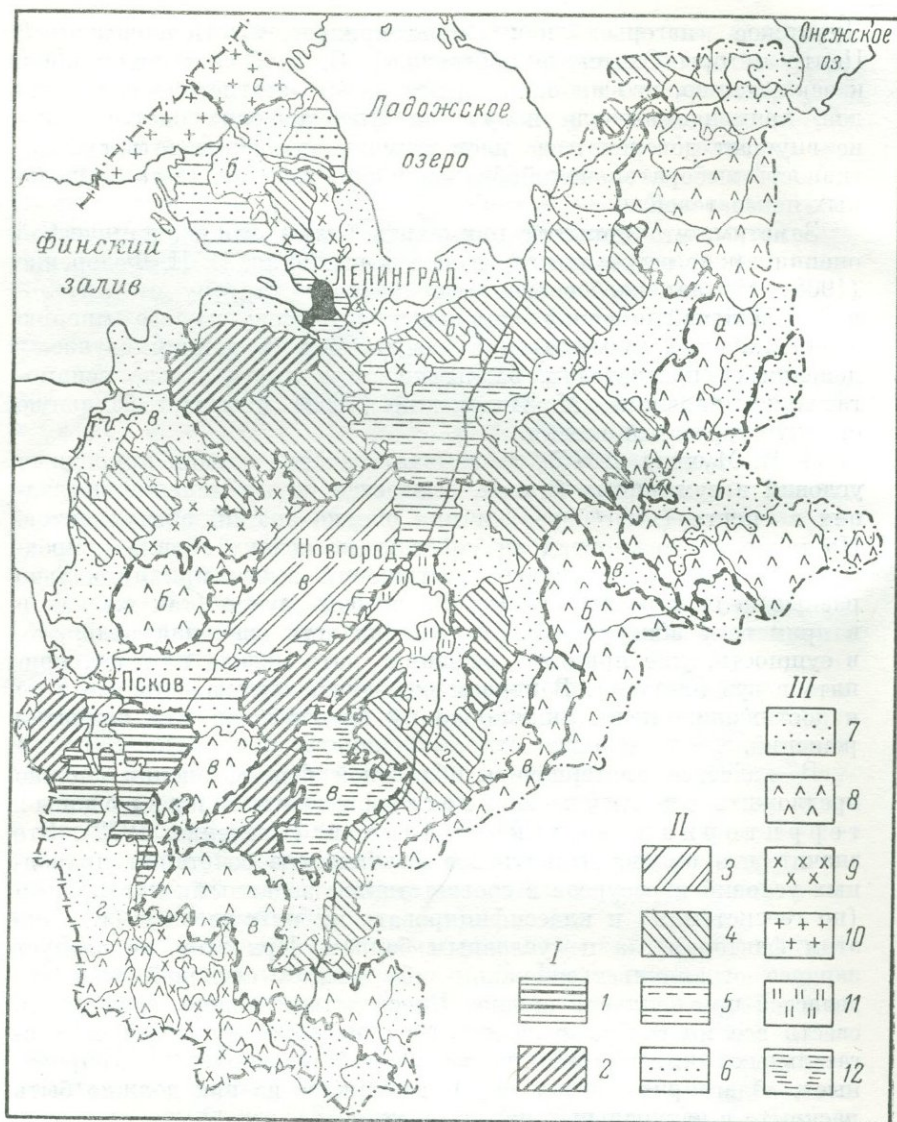 Онежское
оз.
а
Ладожское
озеро
б
Финский
залив
ЛЕНИНГРАД
б
а
в
б
Новгород
в
в
б
б
Псков
г
в
в
г
в
г
в
в
I
1
2
II
3
4
5
6
III
7
8
9
10
11
12